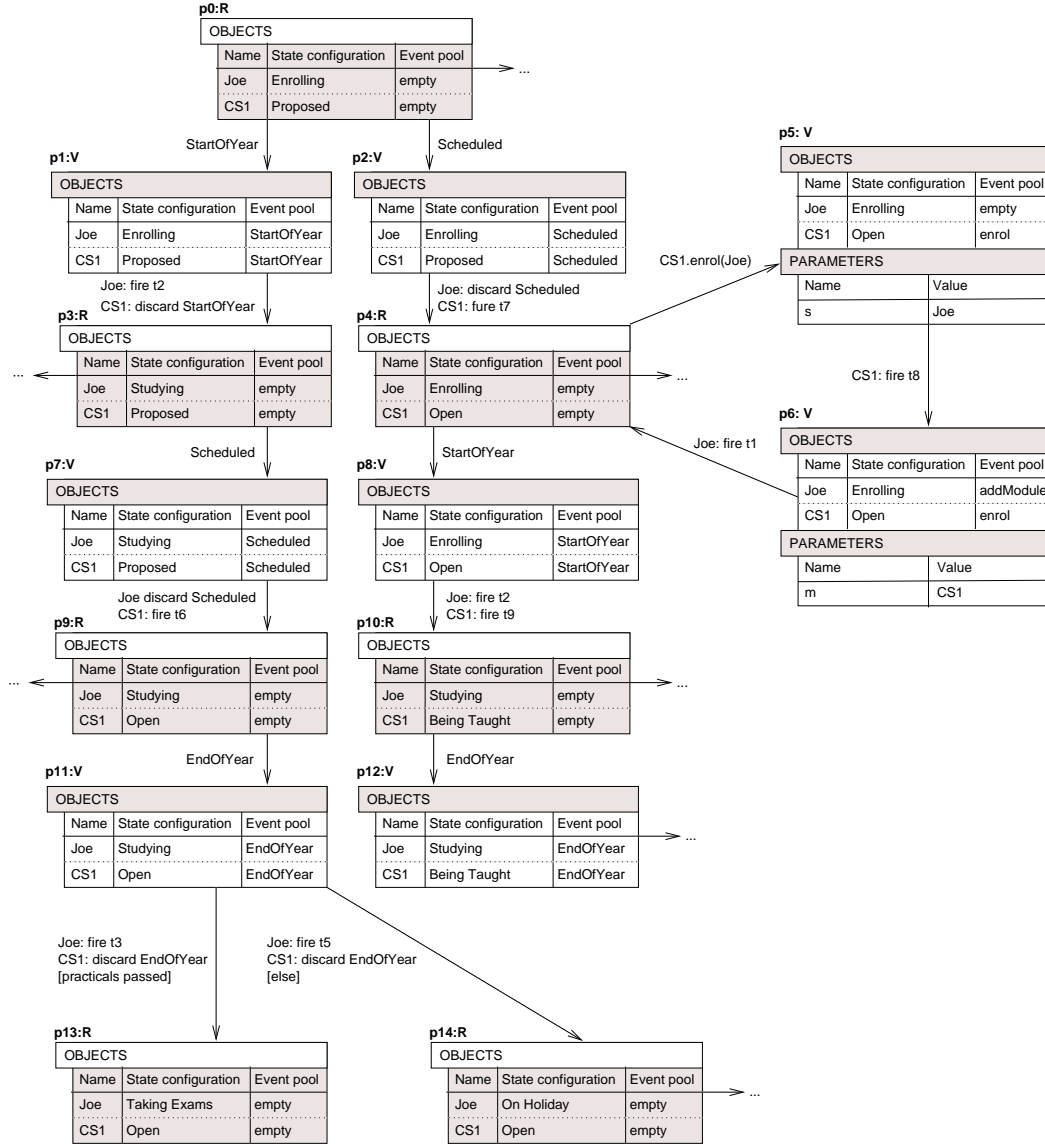 p0:R
OBJECTS
Name State configuration Event pool
Joe Enrolling empty
CS1 Proposed empty
...
StartOfYear
Scheduled
p1:V
OBJECTS
Name State configuration Event pool
Joe Enrolling StartOfYear
CS1 Proposed StartOfYear
p2:V
OBJECTS
Name State configuration Event pool
Joe Enrolling Scheduled
CS1 Proposed Scheduled
p5: V
OBJECTS
Name State configuration Event pool
Joe Enrolling empty
CS1 Open enrol
PARAMETERS
Name Value
s Joe
CS1.enrol(Joe)
Joe: fire t2
CS1: discard StartOfYear
Joe: discard Scheduled
CS1: fure t7
p3:R
OBJECTS
Name State configuration Event pool
Joe Studying empty
CS1 Proposed empty
...
p4:R
OBJECTS
Name State configuration Event pool
Joe Enrolling empty
CS1 Open empty
...
CS1: fire t8
Joe: fire t1
p6: V
OBJECTS
Name State configuration Event pool
Joe Enrolling addModule
CS1 Open enrol
PARAMETERS
Name Value
m CS1
Scheduled
StartOfYear
p7:V
OBJECTS
Name State configuration Event pool
Joe Studying Scheduled
CS1 Proposed Scheduled
p8:V
OBJECTS
Name State configuration Event pool
Joe Enrolling StartOfYear
CS1 Open StartOfYear
Joe discard Scheduled
CS1: fire t6
Joe: fire t2
CS1: fire t9
p9:R
OBJECTS
Name State configuration Event pool
Joe Studying empty
CS1 Open empty
...
p10:R
OBJECTS
Name State configuration Event pool
Joe Studying empty
CS1 Being Taught empty
...
EndOfYear
EndOfYear
p11:V
OBJECTS
Name State configuration Event pool
Joe Studying EndOfYear
CS1 Open EndOfYear
p12:V
OBJECTS
Name State configuration Event pool
Joe Studying EndOfYear
CS1 Being Taught EndOfYear
...
Joe: fire t3
CS1: discard EndOfYear
[practicals passed]
Joe: fire t5
CS1: discard EndOfYear
[else]
p13:R
OBJECTS
Name State configuration Event pool
Joe Taking Exams empty
CS1 Open empty
p14:R
OBJECTS
Name State configuration Event pool
Joe On Holiday empty
CS1 Open empty
...